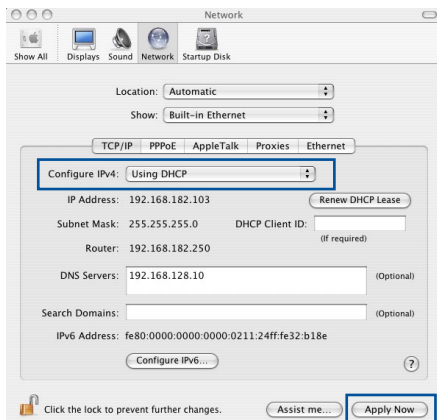 Network
Show All Displays Sound Network Startup Disk
Location: Automatic
Show: Built-in Ethernet
TCP/IP PPPoE AppleTalk Proxies Ethernet
Configure IPv4: Using DHCP
IP Address: 192.168.182.103 Renew DHCP Lease
Subnet Mask: 255.255.255.0 DHCP Client ID:
(If required)
Router: 192.168.182.250
DNS Servers: 192.168.128.10 (Optional)
Search Domains: (Optional)
IPv6 Address: fe80:0000:0000:0000:0211:24ff:fe32:b18e
Configure IPv6... ?
Click the lock to prevent further changes. Assist me... Apply Now